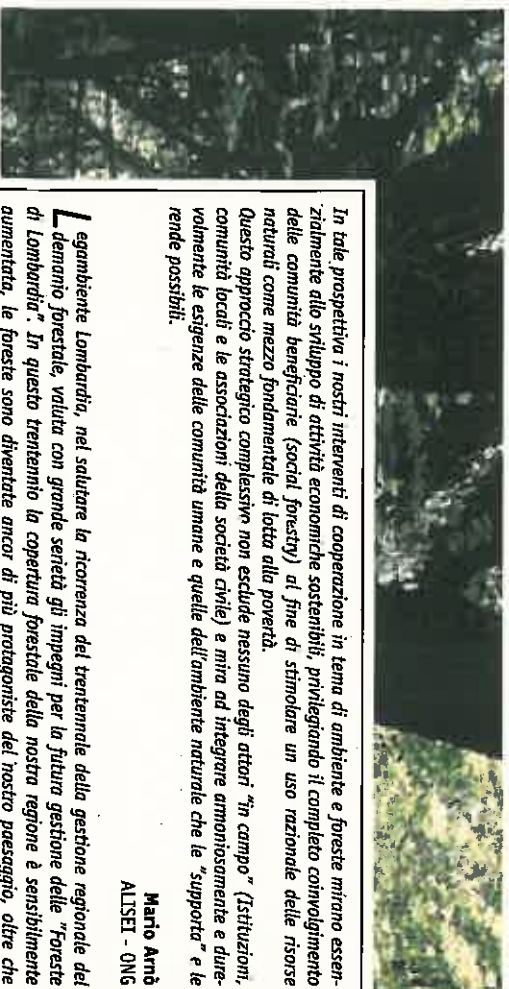 In tale prospettiva i nostri interventi di cooperazione in tema di ambiente e foreste mirano essen-
zialmente allo sviluppo di attività economiche sostenibili, privilegiando il completo coinvolgimento
delle comunità beneficiarie (social forestry) al fine di stimolare un uso razionale delle risorse
naturali come mezzo fondamentale di lotta alla povertà.
Questo approccio strategico complessivo non esclude nessuno degli attori "in campo" (Istituzioni,
comunità locali e le associazioni della società civile) e mira ad integrare armoniosamente e dure-
volmente le esigenze delle comunità umane e quelle dell'ambiente naturale che le "supporta" e le
rende possibili.
Mario Arnò
ALISEI - ONG
Legambiente Lombardia, nel salutare la ricorrenza del trentennale della gestione regionale del
demanio forestale, valuta con grande serietà gli impegni per la futura gestione delle "Foreste
di Lombardia". In questo trentennio la copertura forestale della nostra regione è sensibilmente
aumentata, le foreste sono diventate ancor di più protagoniste del nostro paesaggio, oltre che